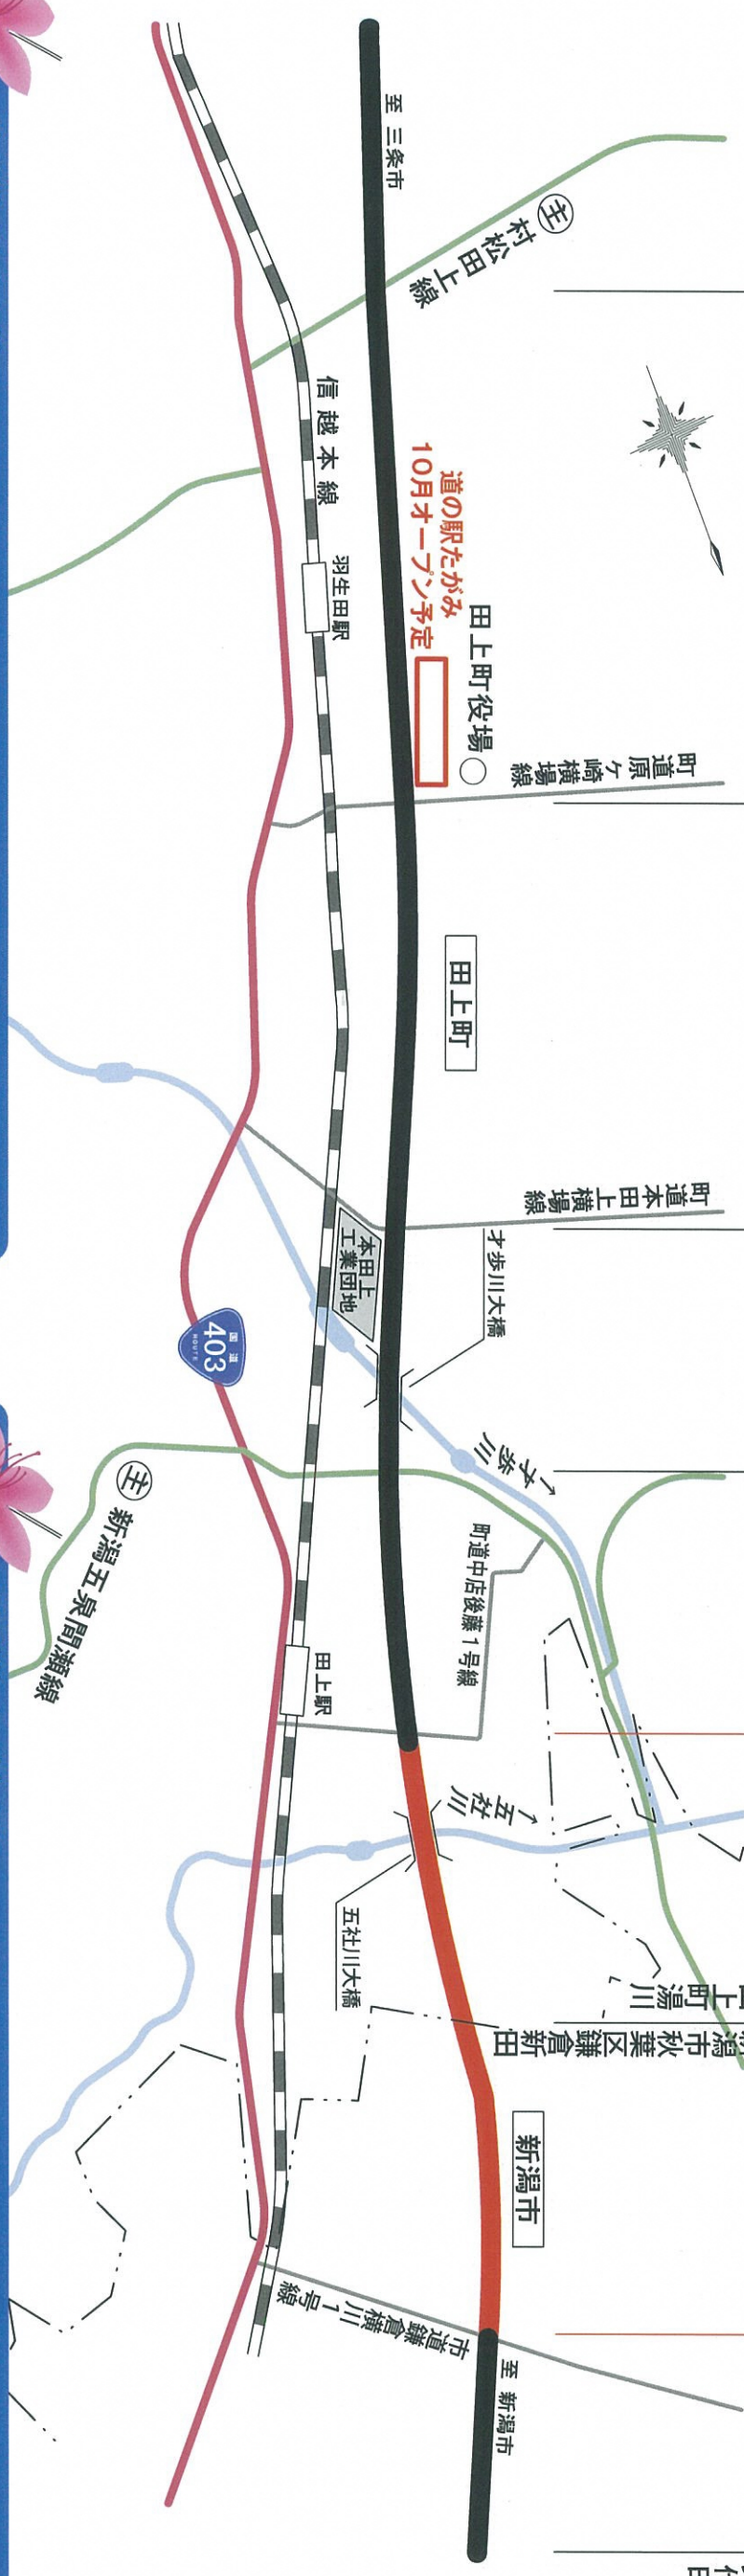 至 三条市
主 村松田上線
信越本線
道の駅たがみ
10月オープン予定
羽生田駅
田上町役場
町道原ヶ崎横場線
田上町
町道本田上横場線
本田上
工業団地
才歩川大橋
国道
403
ROUTE
才歩川
主 新潟五泉間瀬線
町道中店後藤1号線
田上駅
五社川
五社川大橋
上町湯川
潟市秋葉区鎌倉新田
新潟市
市道鎌倉横川1号線
至 新潟市